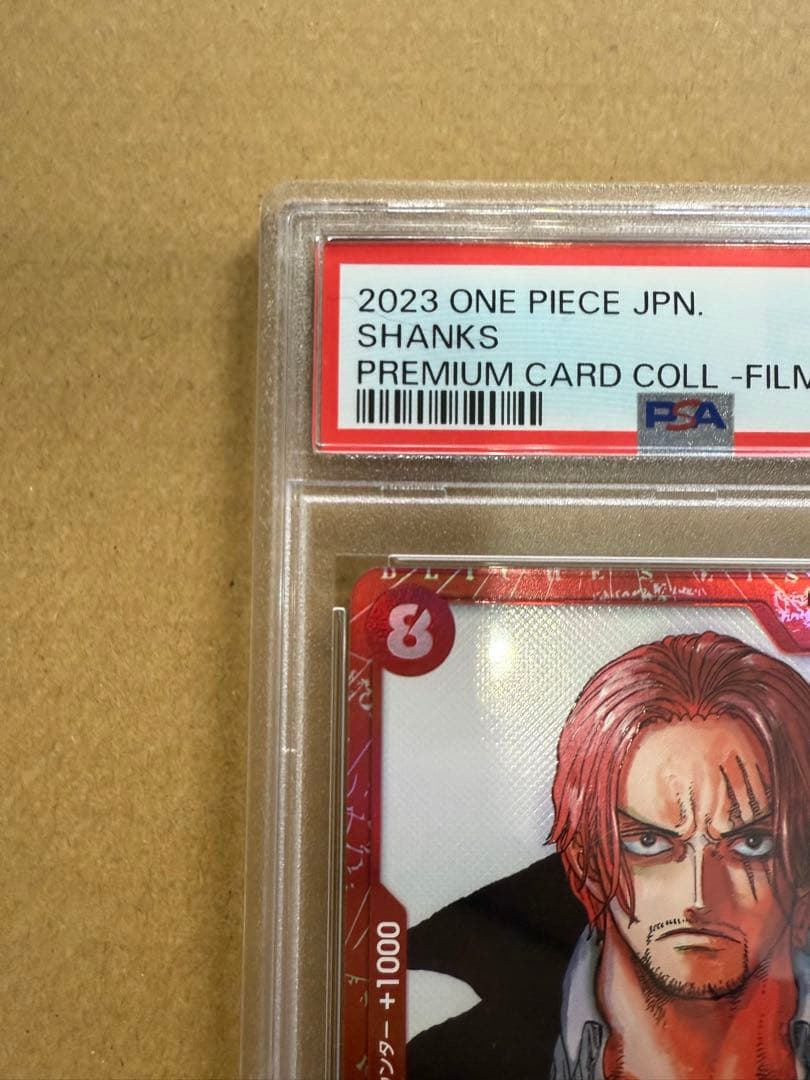 2023 ONE PIECE JPN.
SHANKS
PREMIUM CARD COLL -FILM
PSA
8
ンター +1000